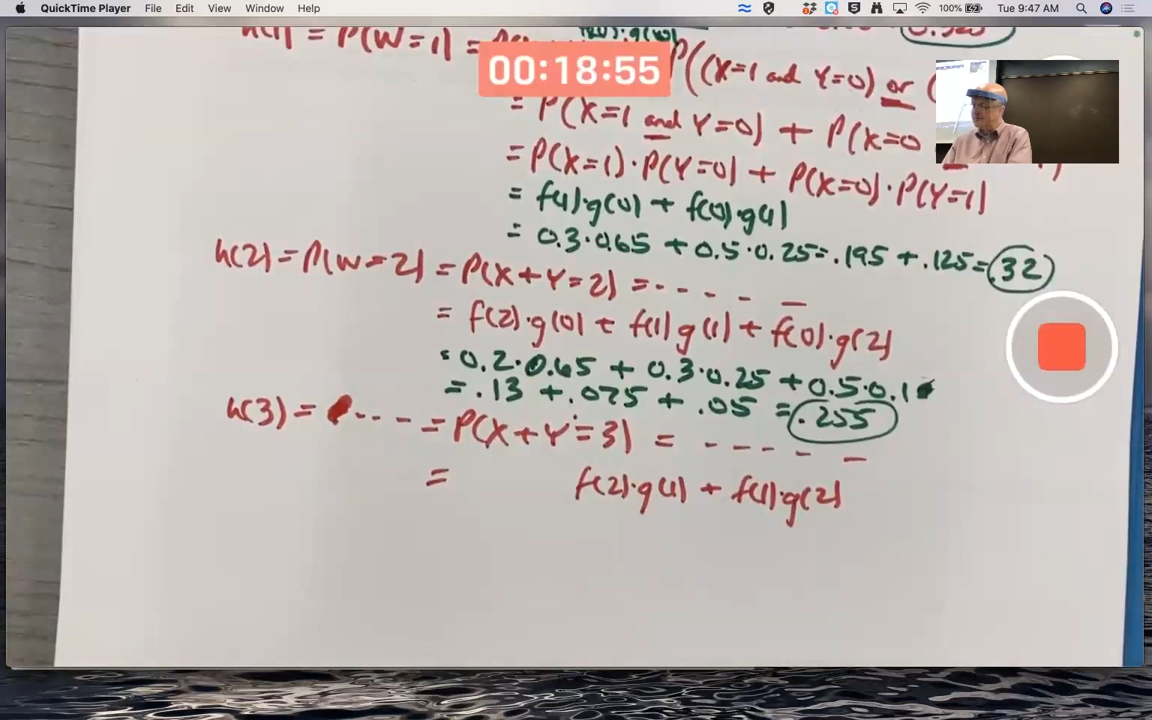 QuickTime Player File Edit View Window Help 100% Tue 9:47 AM
00:18:55
= P(W=1) =
P((X=1 and Y=0) or (
= P(X=1 and Y=0) + P(X=0
= P(X=1)·P(Y=0) + P(X=0)·P(Y=1)
= f(1)·g(0) + f(0)·g(1)
= 0.3·0.65 + 0.5·0.25 = .195 + .125 = .32
h(2) = P(W=2) = P(X+Y=2) = - - - - -
= f(2)·g(0) + f(1)g(1) + f(0)·g(2)
= 0.2·0.65 + 0.3·0.25 + 0.5·0.1
= .13 + .075 + .05 = .255
h(3) = - - - = P(X+Y=3) = - - - - -
= f(2)·g(1) + f(1)·g(2)